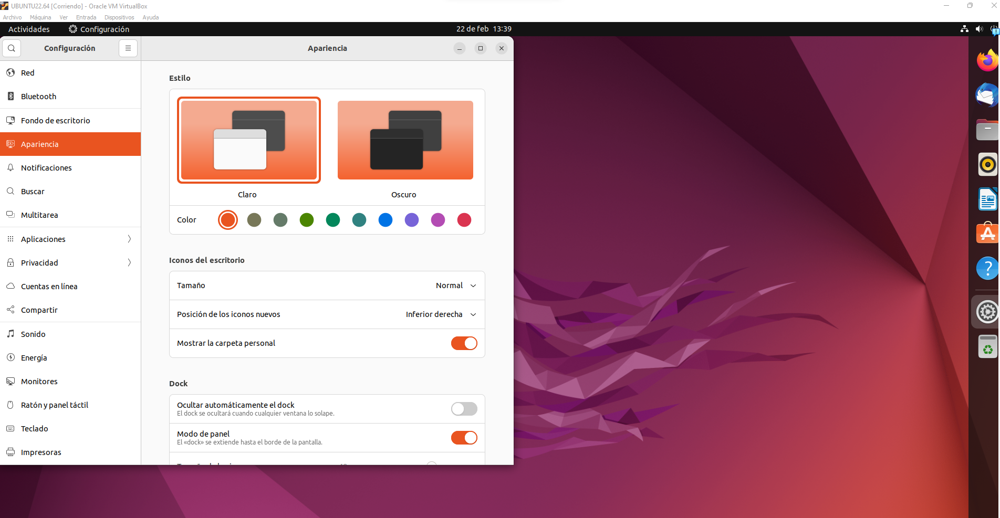 UBUNTU22.64 [Corriendo] - Oracle VM VirtualBox
Archivo Máquina Ver Entrada Dispositivos Ayuda
Actividades Configuración 22 de feb 13:39
Configuración
Apariencia
Red
Bluetooth
Fondo de escritorio
Apariencia
Notificaciones
Buscar
Multitarea
Aplicaciones
Privacidad
Cuentas en línea
Compartir
Sonido
Energía
Monitores
Ratón y panel táctil
Teclado
Impresoras
Estilo
Claro Oscuro
Color
Iconos del escritorio
Tamaño Normal
Posición de los iconos nuevos Inferior derecha
Mostrar la carpeta personal
Dock
Ocultar automáticamente el dock
El dock se ocultará cuando cualquier ventana lo solape.
Modo de panel
El «dock» se extiende hasta el borde de la pantalla.